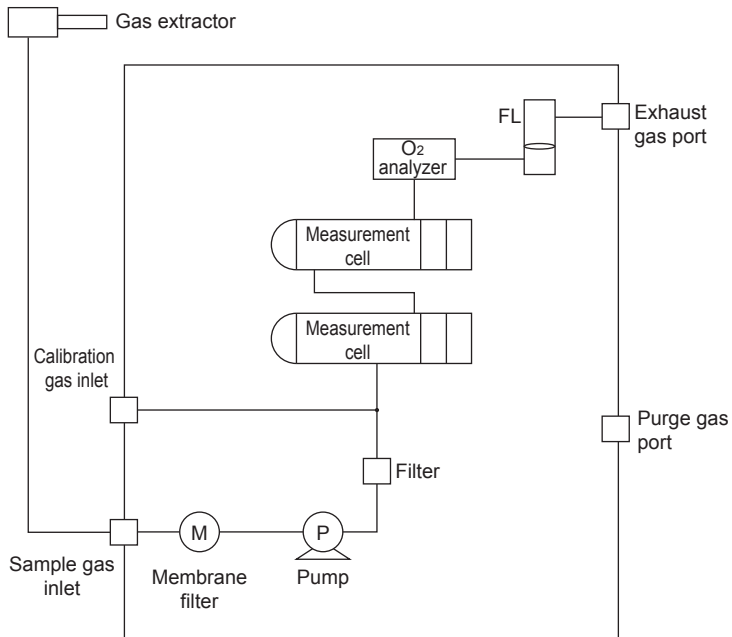 Gas extractor
FL
Exhaust
gas port
O2
analyzer
Measurement
cell
Measurement
cell
Calibration
gas inlet
Purge gas
port
Filter
M
P
Sample gas
inlet
Membrane
filter
Pump